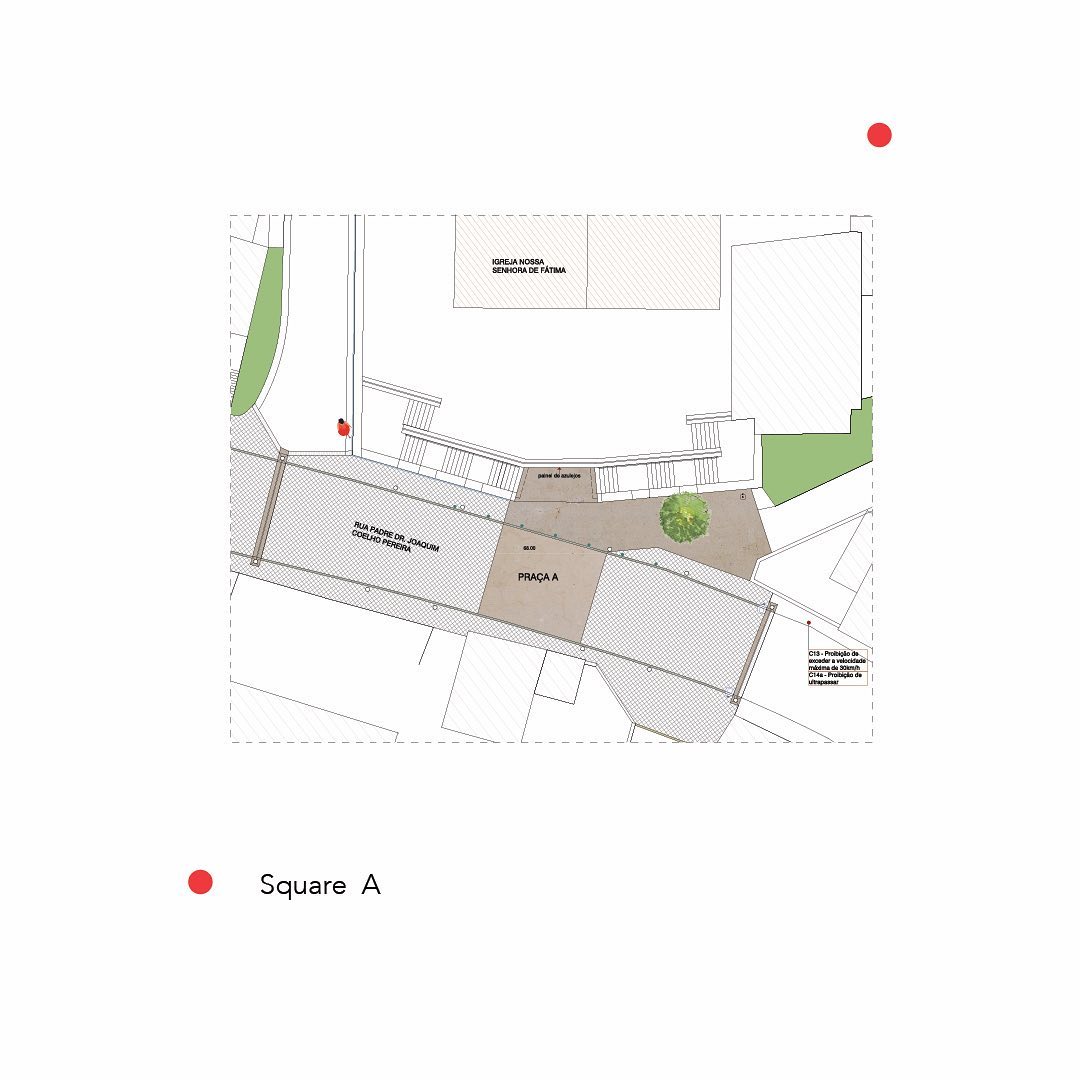 IGREJA NOSSA
SENHORA DE FÁTIMA
painel de azulejos
RUA PADRE DR. JOAQUIM
COELHO PEREIRA
68.00
PRAÇA A
C13 - Proibição de
exceder a velocidade
máxima de 30km/h
C14a - Proibição de
ultrapassar
Square A